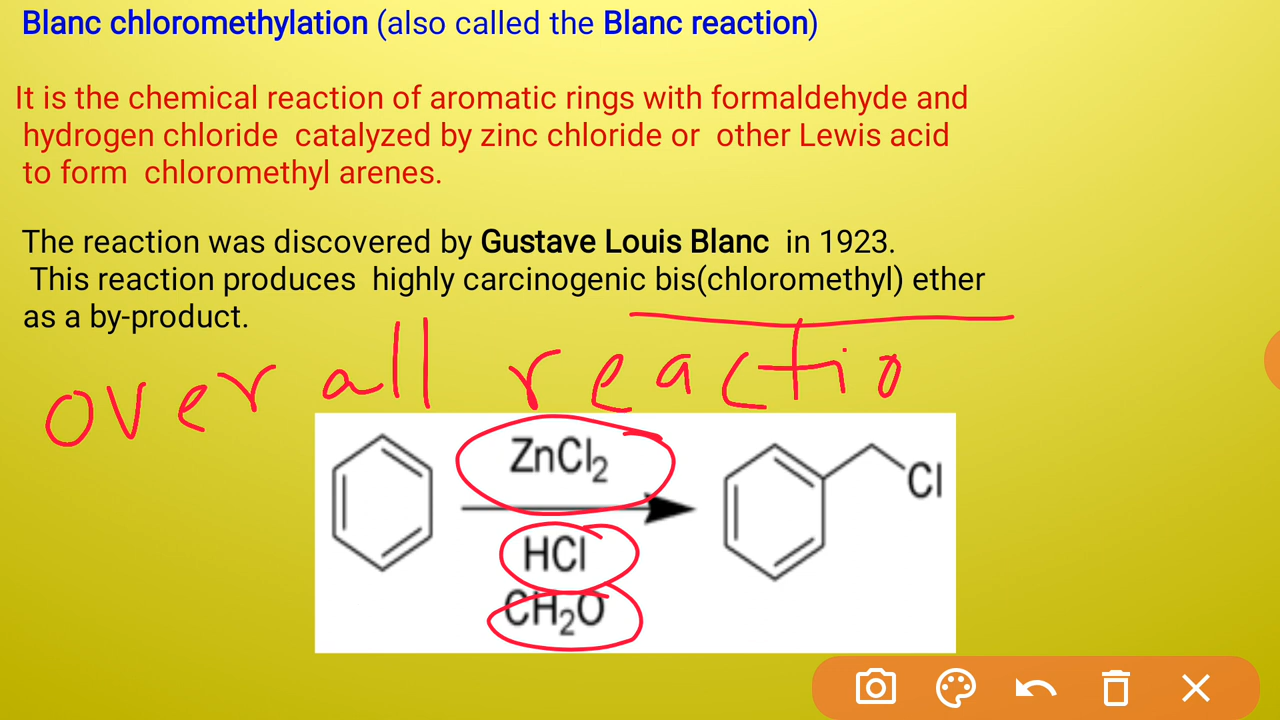 Blanc chloromethylation (also called the Blanc reaction)
It is the chemical reaction of aromatic rings with formaldehyde and
hydrogen chloride catalyzed by zinc chloride or other Lewis acid
to form chloromethyl arenes.
The reaction was discovered by Gustave Louis Blanc in 1923.
This reaction produces highly carcinogenic bis(chloromethyl) ether
as a by-product.
over all reactio
ZnCl₂
HCl
CH₂O
Cl